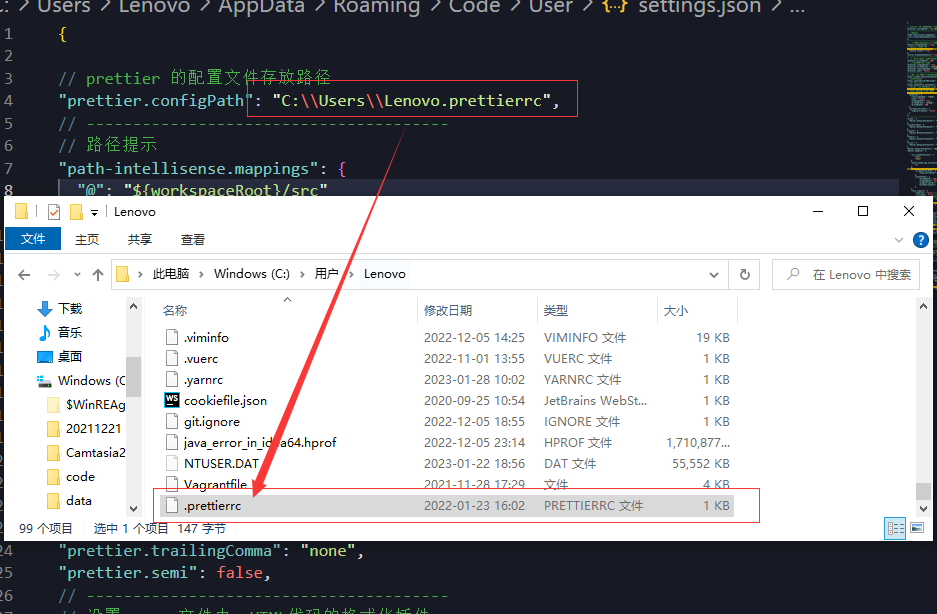 C: > Users > Lenovo > AppData > Roaming > Code > User > {..} settings.json > ...
1 {
2
3 // prettier 的配置文件存放路径
4 "prettier.configPath": "C:\\Users\\Lenovo.prettierrc",
5 // ---------------------------------------
6 // 路径提示
7 "path-intellisense.mappings": {
8 "@": "${workspaceRoot}/src"
Lenovo
文件 主页 共享 查看
此电脑 > Windows (C:) > 用户 > Lenovo
在 Lenovo 中搜索
下载
音乐
桌面
Windows (C
$WinREAg
20211221
Camtasia2
code
data
名称 修改日期 类型 大小
.viminfo 2022-12-05 14:25 VIMINFO 文件 19 KB
.vuerc 2022-11-01 13:55 VUERC 文件 1 KB
.yarnrc 2023-01-28 10:02 YARNRC 文件 1 KB
cookiefile.json 2020-09-25 10:54 JetBrains WebSt... 1 KB
git.ignore 2022-12-05 18:55 IGNORE 文件 1 KB
java_error_in_idea64.hprof 2022-12-05 23:14 HPROF 文件 1,710,877...
NTUSER.DAT 2023-01-22 18:56 DAT 文件 55,552 KB
Vagrantfile 2021-11-28 17:29 文件 4 KB
.prettierrc 2022-01-23 16:02 PRETTIERRC 文件 1 KB
99 个项目 选中 1 个项目 147 字节
24 "prettier.trailingComma": "none",
25 "prettier.semi": false,
26 // ---------------------------------------